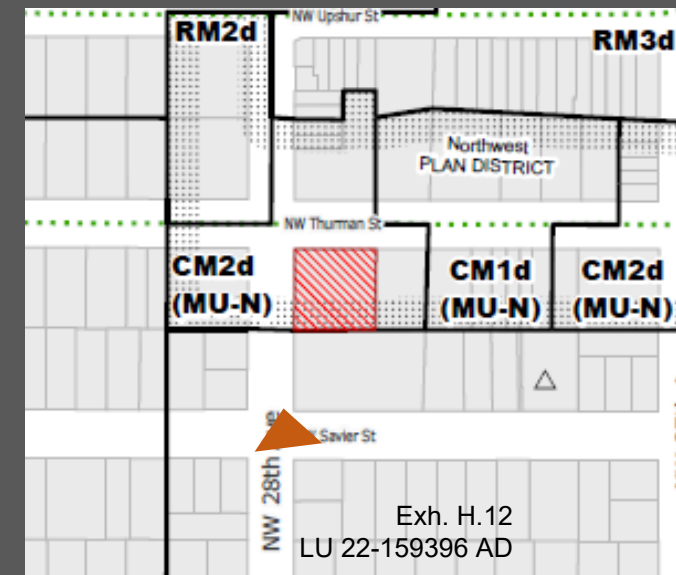 NW Upshur St
RM2d
RM3d
Northwest
PLAN DISTRICT
NW Thurman St
CM2d
(MU-N)
CM1d
(MU-N)
CM2d
(MU-N)
Savier St
NW 28th
Exh. H.12
LU 22-159396 AD